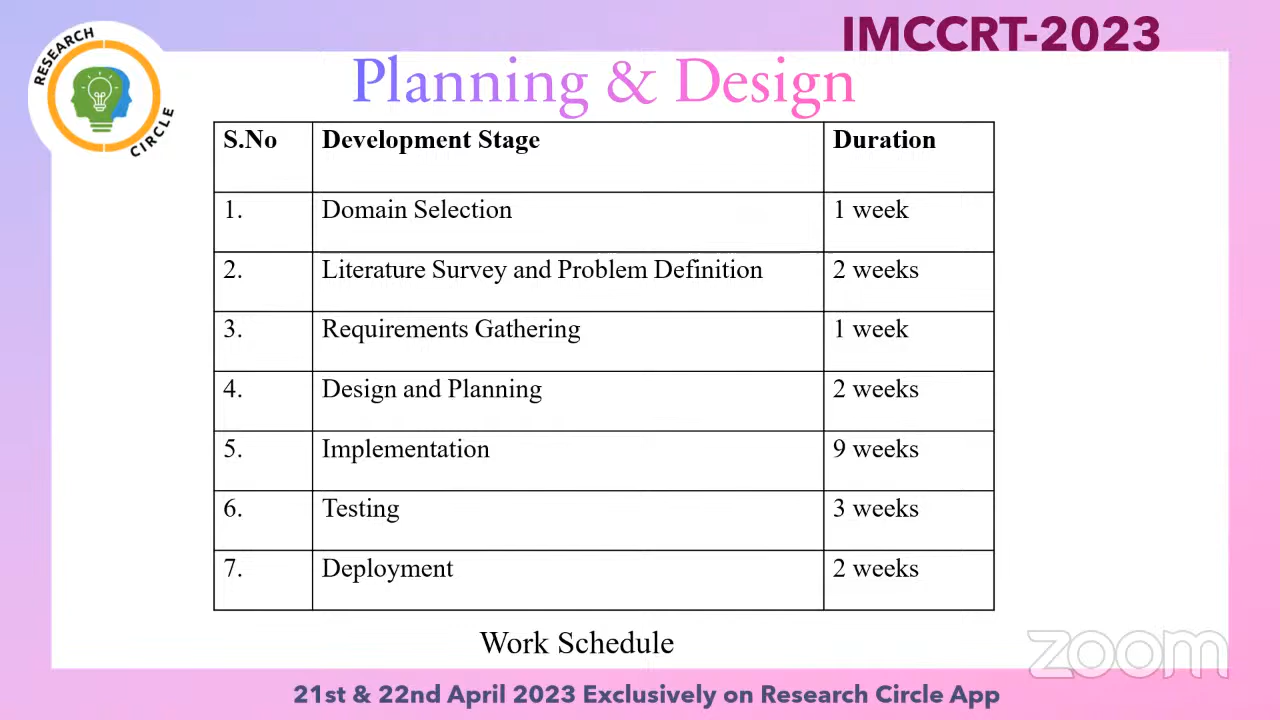 RESEARCH
CIRCLE
IMCCRT-2023
Planning & Design
S.No Development Stage Duration
1. Domain Selection 1 week
2. Literature Survey and Problem Definition 2 weeks
3. Requirements Gathering 1 week
4. Design and Planning 2 weeks
5. Implementation 9 weeks
6. Testing 3 weeks
7. Deployment 2 weeks
Work Schedule
zoom
21st & 22nd April 2023 Exclusively on Research Circle App